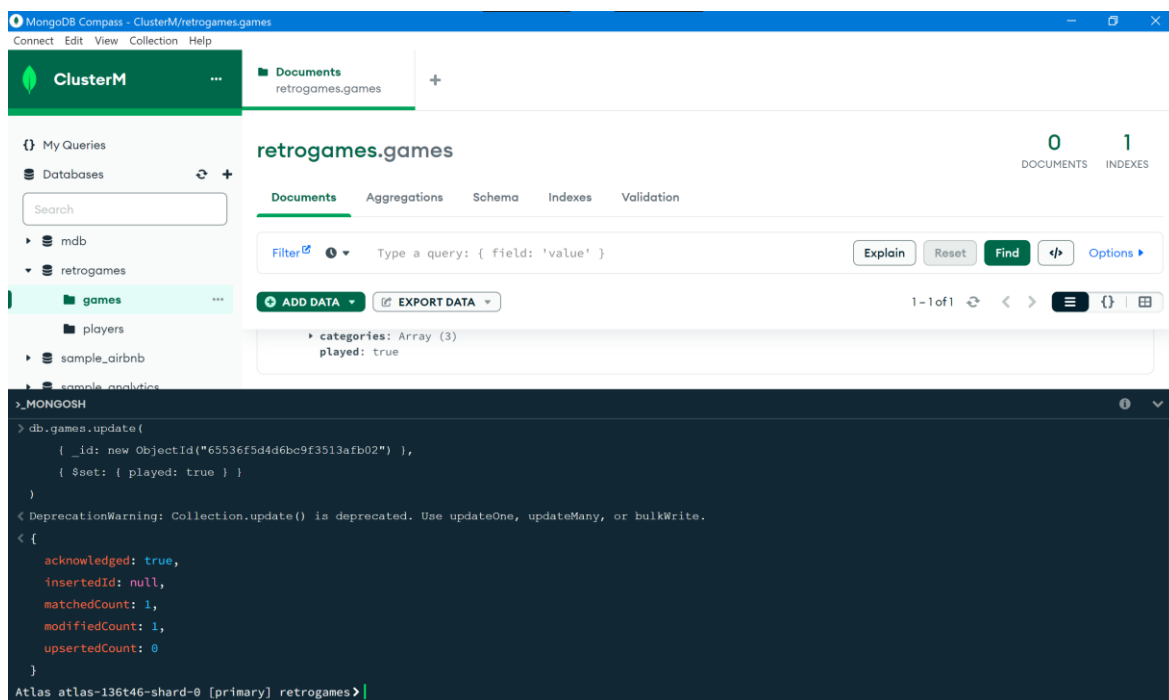 MongoDB Compass - ClusterM/retrogames.games
Connect Edit View Collection Help
ClusterM ...
Documents
retrogames.games
+
{} My Queries
Databases
Search
mdb
retrogames
games ...
players
sample_airbnb
sample_analytics
retrogames.games
0
DOCUMENTS
1
INDEXES
Documents Aggregations Schema Indexes Validation
Filter Type a query: { field: 'value' } Explain Reset Find </> Options
ADD DATA EXPORT DATA 1-1 of 1 {}
categories: Array (3)
played: true
>_MONGOSH
> db.games.update(
{ _id: new ObjectId("65536f5d4d6bc9f3513afb02") },
{ $set: { played: true } }
)
< DeprecationWarning: Collection.update() is deprecated. Use updateOne, updateMany, or bulkWrite.
< {
acknowledged: true,
insertedId: null,
matchedCount: 1,
modifiedCount: 1,
upsertedCount: 0
}
Atlas atlas-136t46-shard-0 [primary] retrogames>